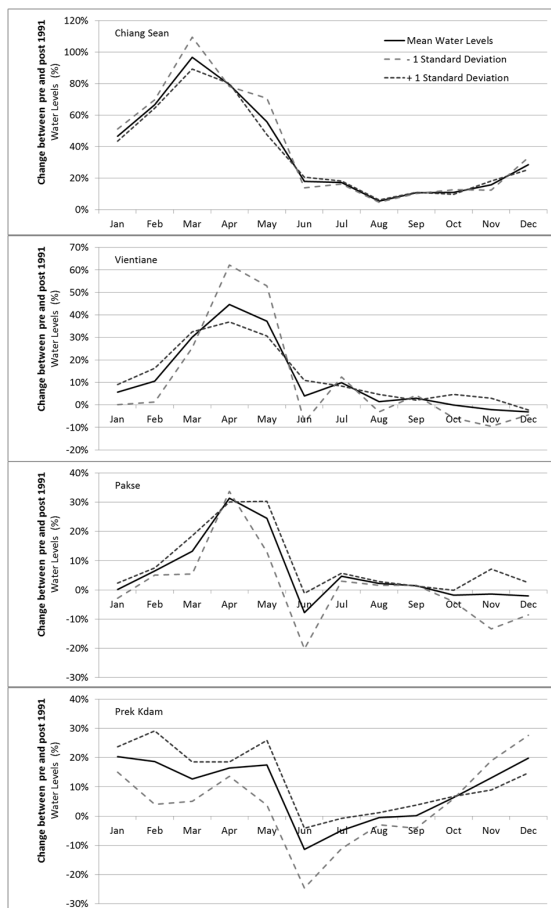 Chiang Sean
Mean Water Levels
- 1 Standard Deviation
+ 1 Standard Deviation
Change between pre and post 1991
Water Levels (%)
120%
100%
80%
60%
40%
20%
0%
Jan Feb Mar Apr May Jun Jul Aug Sep Oct Nov Dec
Vientiane
Change between pre and post 1991
Water Levels (%)
70%
60%
50%
40%
30%
20%
10%
0%
-10%
-20%
Jan Feb Mar Apr May Jun Jul Aug Sep Oct Nov Dec
Pakse
Change between pre and post 1991
Water Levels (%)
40%
30%
20%
10%
0%
-10%
-20%
-30%
Jan Feb Mar Apr May Jun Jul Aug Sep Oct Nov Dec
Prek Kdam
Change between pre and post 1991
Water Levels (%)
40%
30%
20%
10%
0%
-10%
-20%
-30%
Jan Feb Mar Apr May Jun Jul Aug Sep Oct Nov Dec